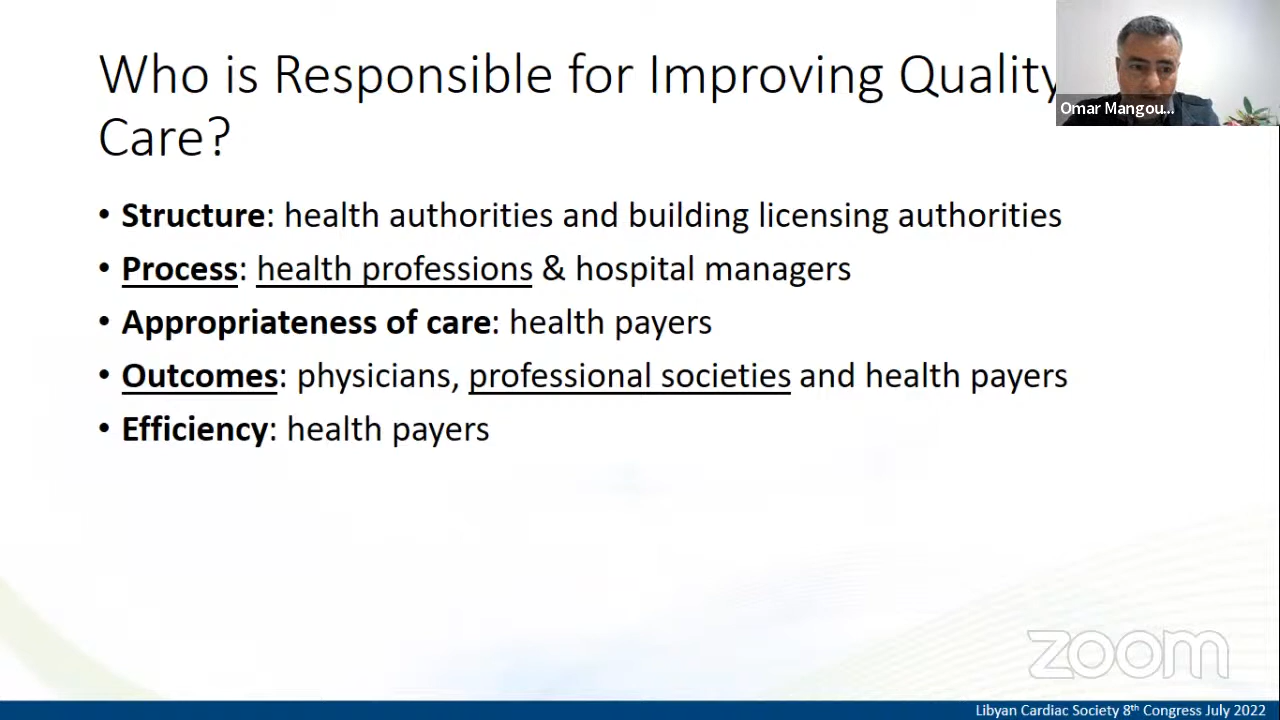 Who is Responsible for Improving Quality
Care?
Omar Mangou...
• Structure: health authorities and building licensing authorities
• Process: health professions & hospital managers
• Appropriateness of care: health payers
• Outcomes: physicians, professional societies and health payers
• Efficiency: health payers
zoom
Libyan Cardiac Society 8th Congress July 2022